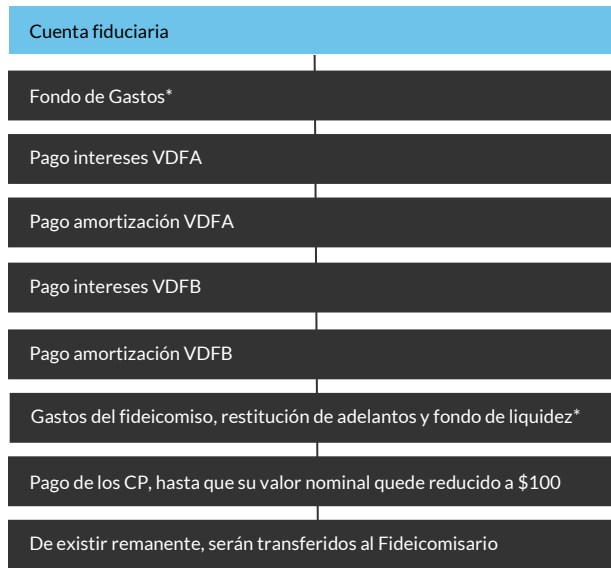 Cuenta fiduciaria
Fondo de Gastos*
Pago intereses VDFA
Pago amortización VDFA
Pago intereses VDFB
Pago amortización VDFB
Gastos del fideicomiso, restitución de adelantos y fondo de liquidez*
Pago de los CP, hasta que su valor nominal quede reducido a $100
De existir remanente, serán transferidos al Fideicomisario